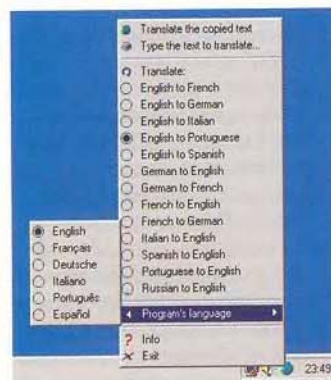 Translate the copied text
Type the text to translate...
Translate:
English to French
English to German
English to Italian
English to Portuguese
English to Spanish
German to English
German to French
French to English
French to German
Italian to English
Spanish to English
Portuguese to English
Russian to English
Program's language
Info
Exit
English
Français
Deutsche
Italiano
Português
Español
23:49